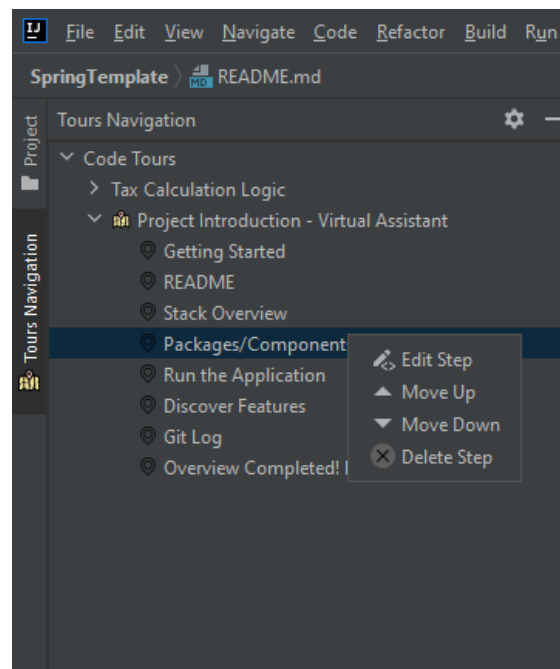 IJ File Edit View Navigate Code Refactor Build Run
SpringTemplate README.md
Project
Tours Navigation
Tours Navigation
Code Tours
Tax Calculation Logic
Project Introduction - Virtual Assistant
Getting Started
README
Stack Overview
Packages/Component
Run the Application
Discover Features
Git Log
Overview Completed!
Edit Step
Move Up
Move Down
Delete Step